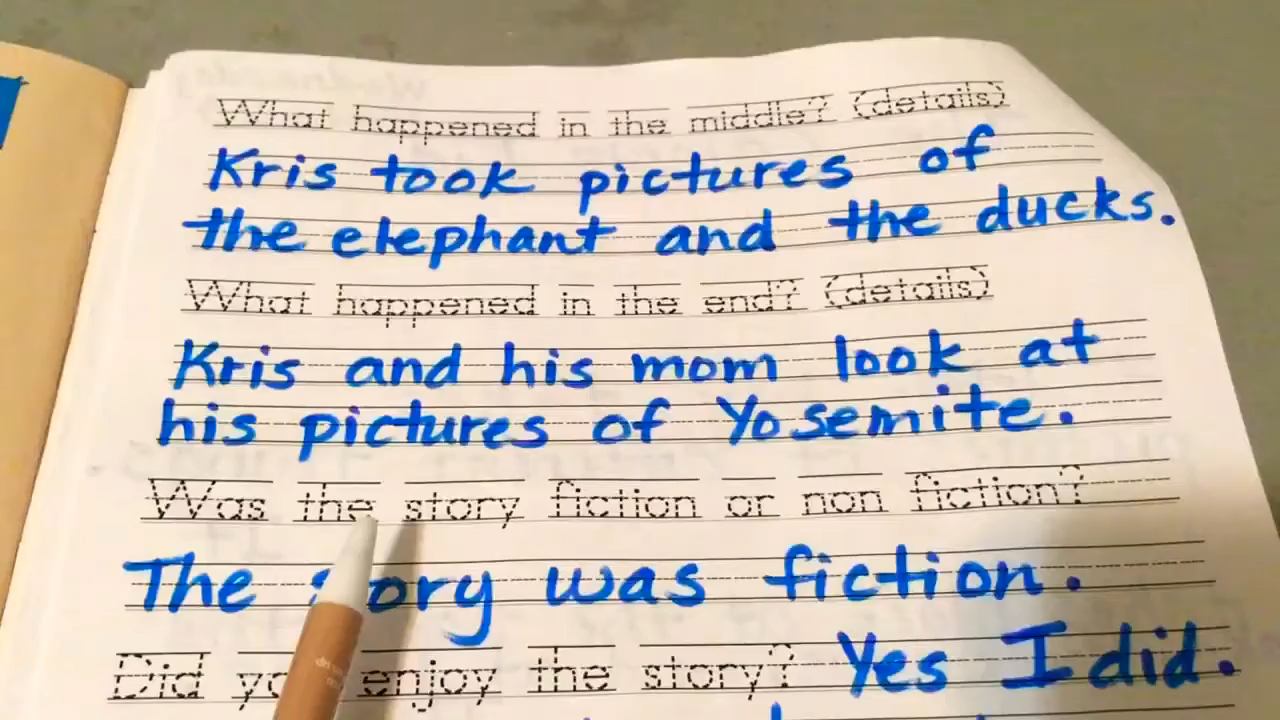 What happened in the middle? (details)
Kris took pictures of
the elephant and the ducks.
What happened in the end? (details)
Kris and his mom look at
his pictures of Yosemite.
Was the story fiction or non fiction?
The story was fiction.
Did you enjoy the story? Yes I did.